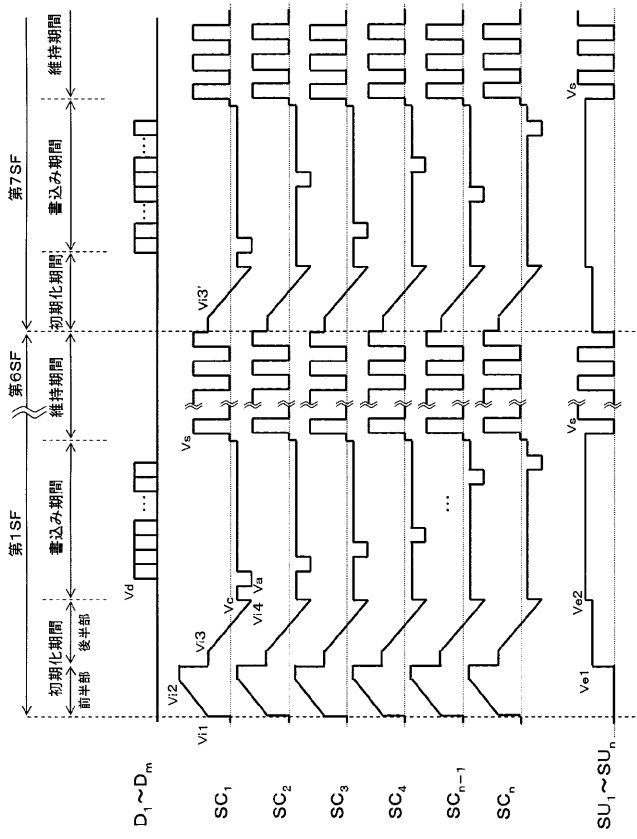 第1SF
第6SF
第7SF
初期化期間
前半部
後半部
書込み期間
維持期間
初期化期間
書込み期間
維持期間
D1~Dm
Vd
...
...
...
SC1
Vi1
Vi2
Vi3
Vi4
Vc
Va
Vs
Vi3'
SC2
SC3
SC4
...
SCn-1
SCn
SU1~SUn
Ve1
Ve2
Vs
Vs